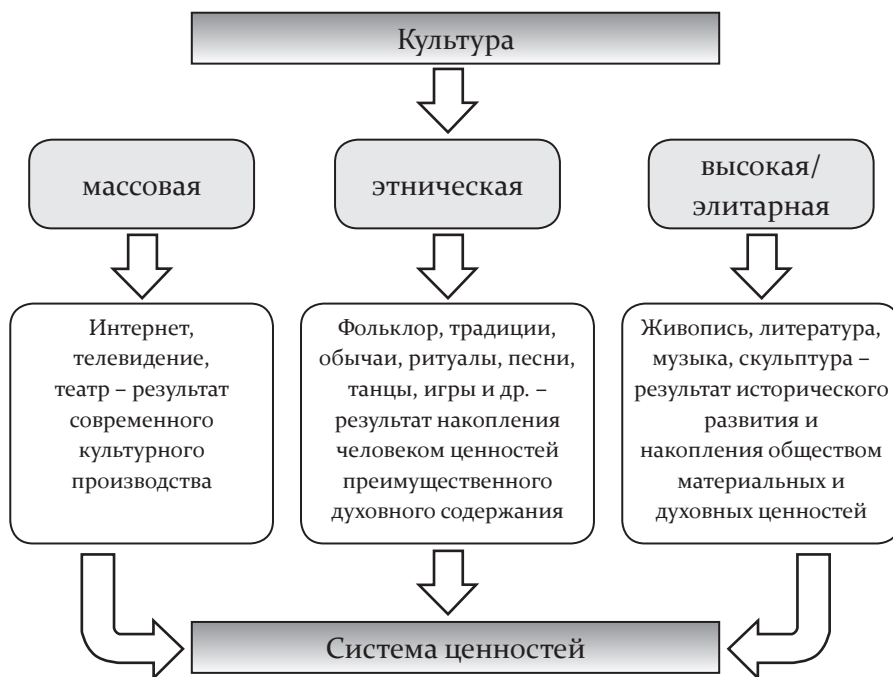 Культура
массовая
этническая
высокая/
элитарная
Интернет,
телевидение,
театр – результат
современного
культурного
производства
Фольклор, традиции,
обычаи, ритуалы, песни,
танцы, игры и др. –
результат накопления
человеком ценностей
преимущественного
духовного содержания
Живопись, литература,
музыка, скульптура –
результат исторического
развития и
накопления обществом
материальных и
духовных ценностей
Система ценностей